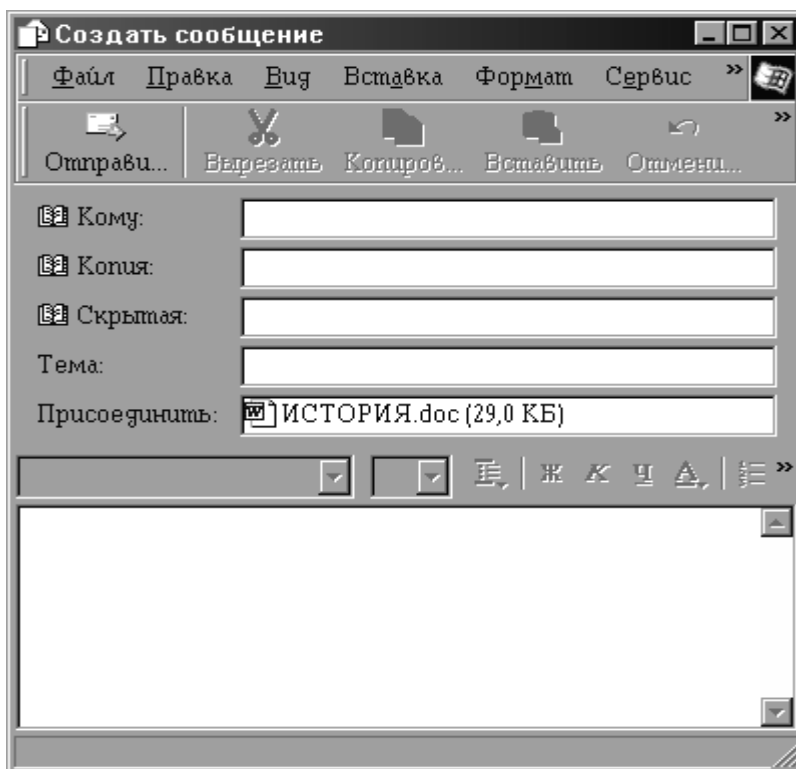 Создать сообщение
Файл Правка Вид Вставка Формат Сервис »
Отправи... Вырезать Копиров... Вставить Отмени... »
Кому:
Копия:
Скрытая:
Тема:
Присоединить: ИСТОРИЯ.doc (29,0 КБ)
Ж К Ч А »